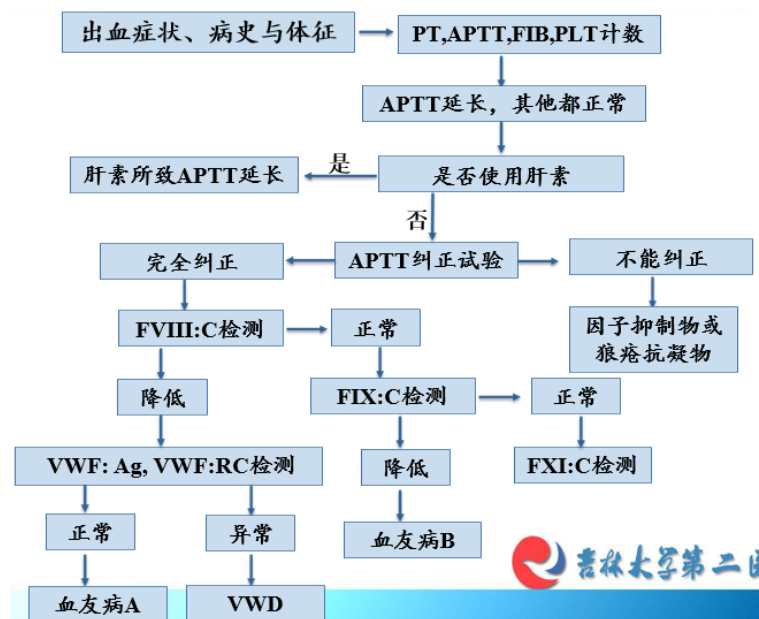 出血症状、病史与体征
PT,APTT,FIB,PLT计数
APTT延长，其他都正常
是否使用肝素
是
肝素所致APTT延长
否
APTT纠正试验
完全纠正
不能纠正
因子抑制物或
狼疮抗凝物
FVIII:C检测
正常
降低
FIX:C检测
正常
VWF: Ag, VWF:RC检测
降低
FXI:C检测
正常
异常
血友病B
血友病A
VWD
吉林大学第二